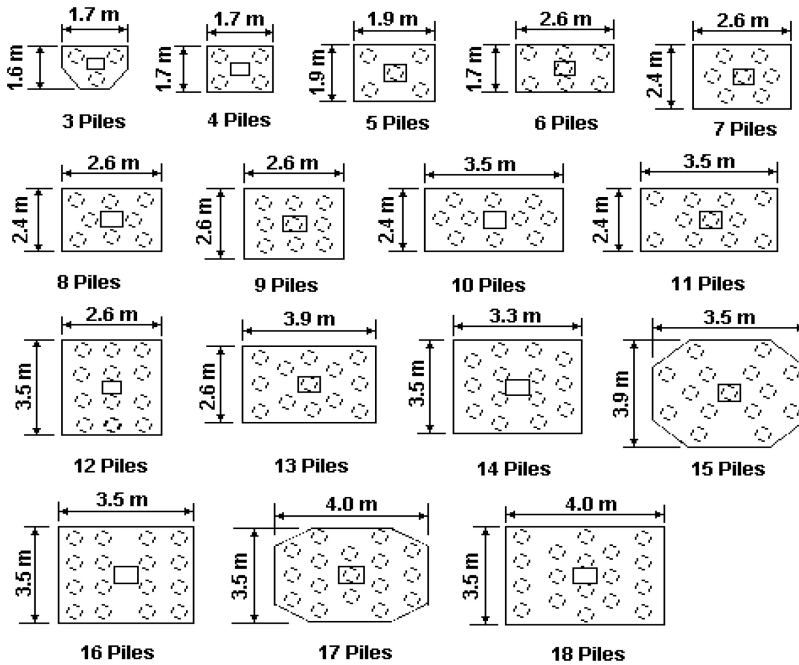 1.7 m
1.6 m
3 Piles
1.7 m
1.7 m
4 Piles
1.9 m
1.9 m
5 Piles
2.6 m
1.7 m
6 Piles
2.6 m
2.4 m
7 Piles
2.6 m
2.4 m
8 Piles
2.6 m
2.6 m
9 Piles
3.5 m
2.4 m
10 Piles
3.5 m
2.4 m
11 Piles
2.6 m
3.5 m
12 Piles
3.9 m
2.6 m
13 Piles
3.3 m
3.5 m
14 Piles
3.5 m
3.9 m
15 Piles
3.5 m
3.5 m
16 Piles
4.0 m
3.5 m
17 Piles
4.0 m
3.5 m
18 Piles